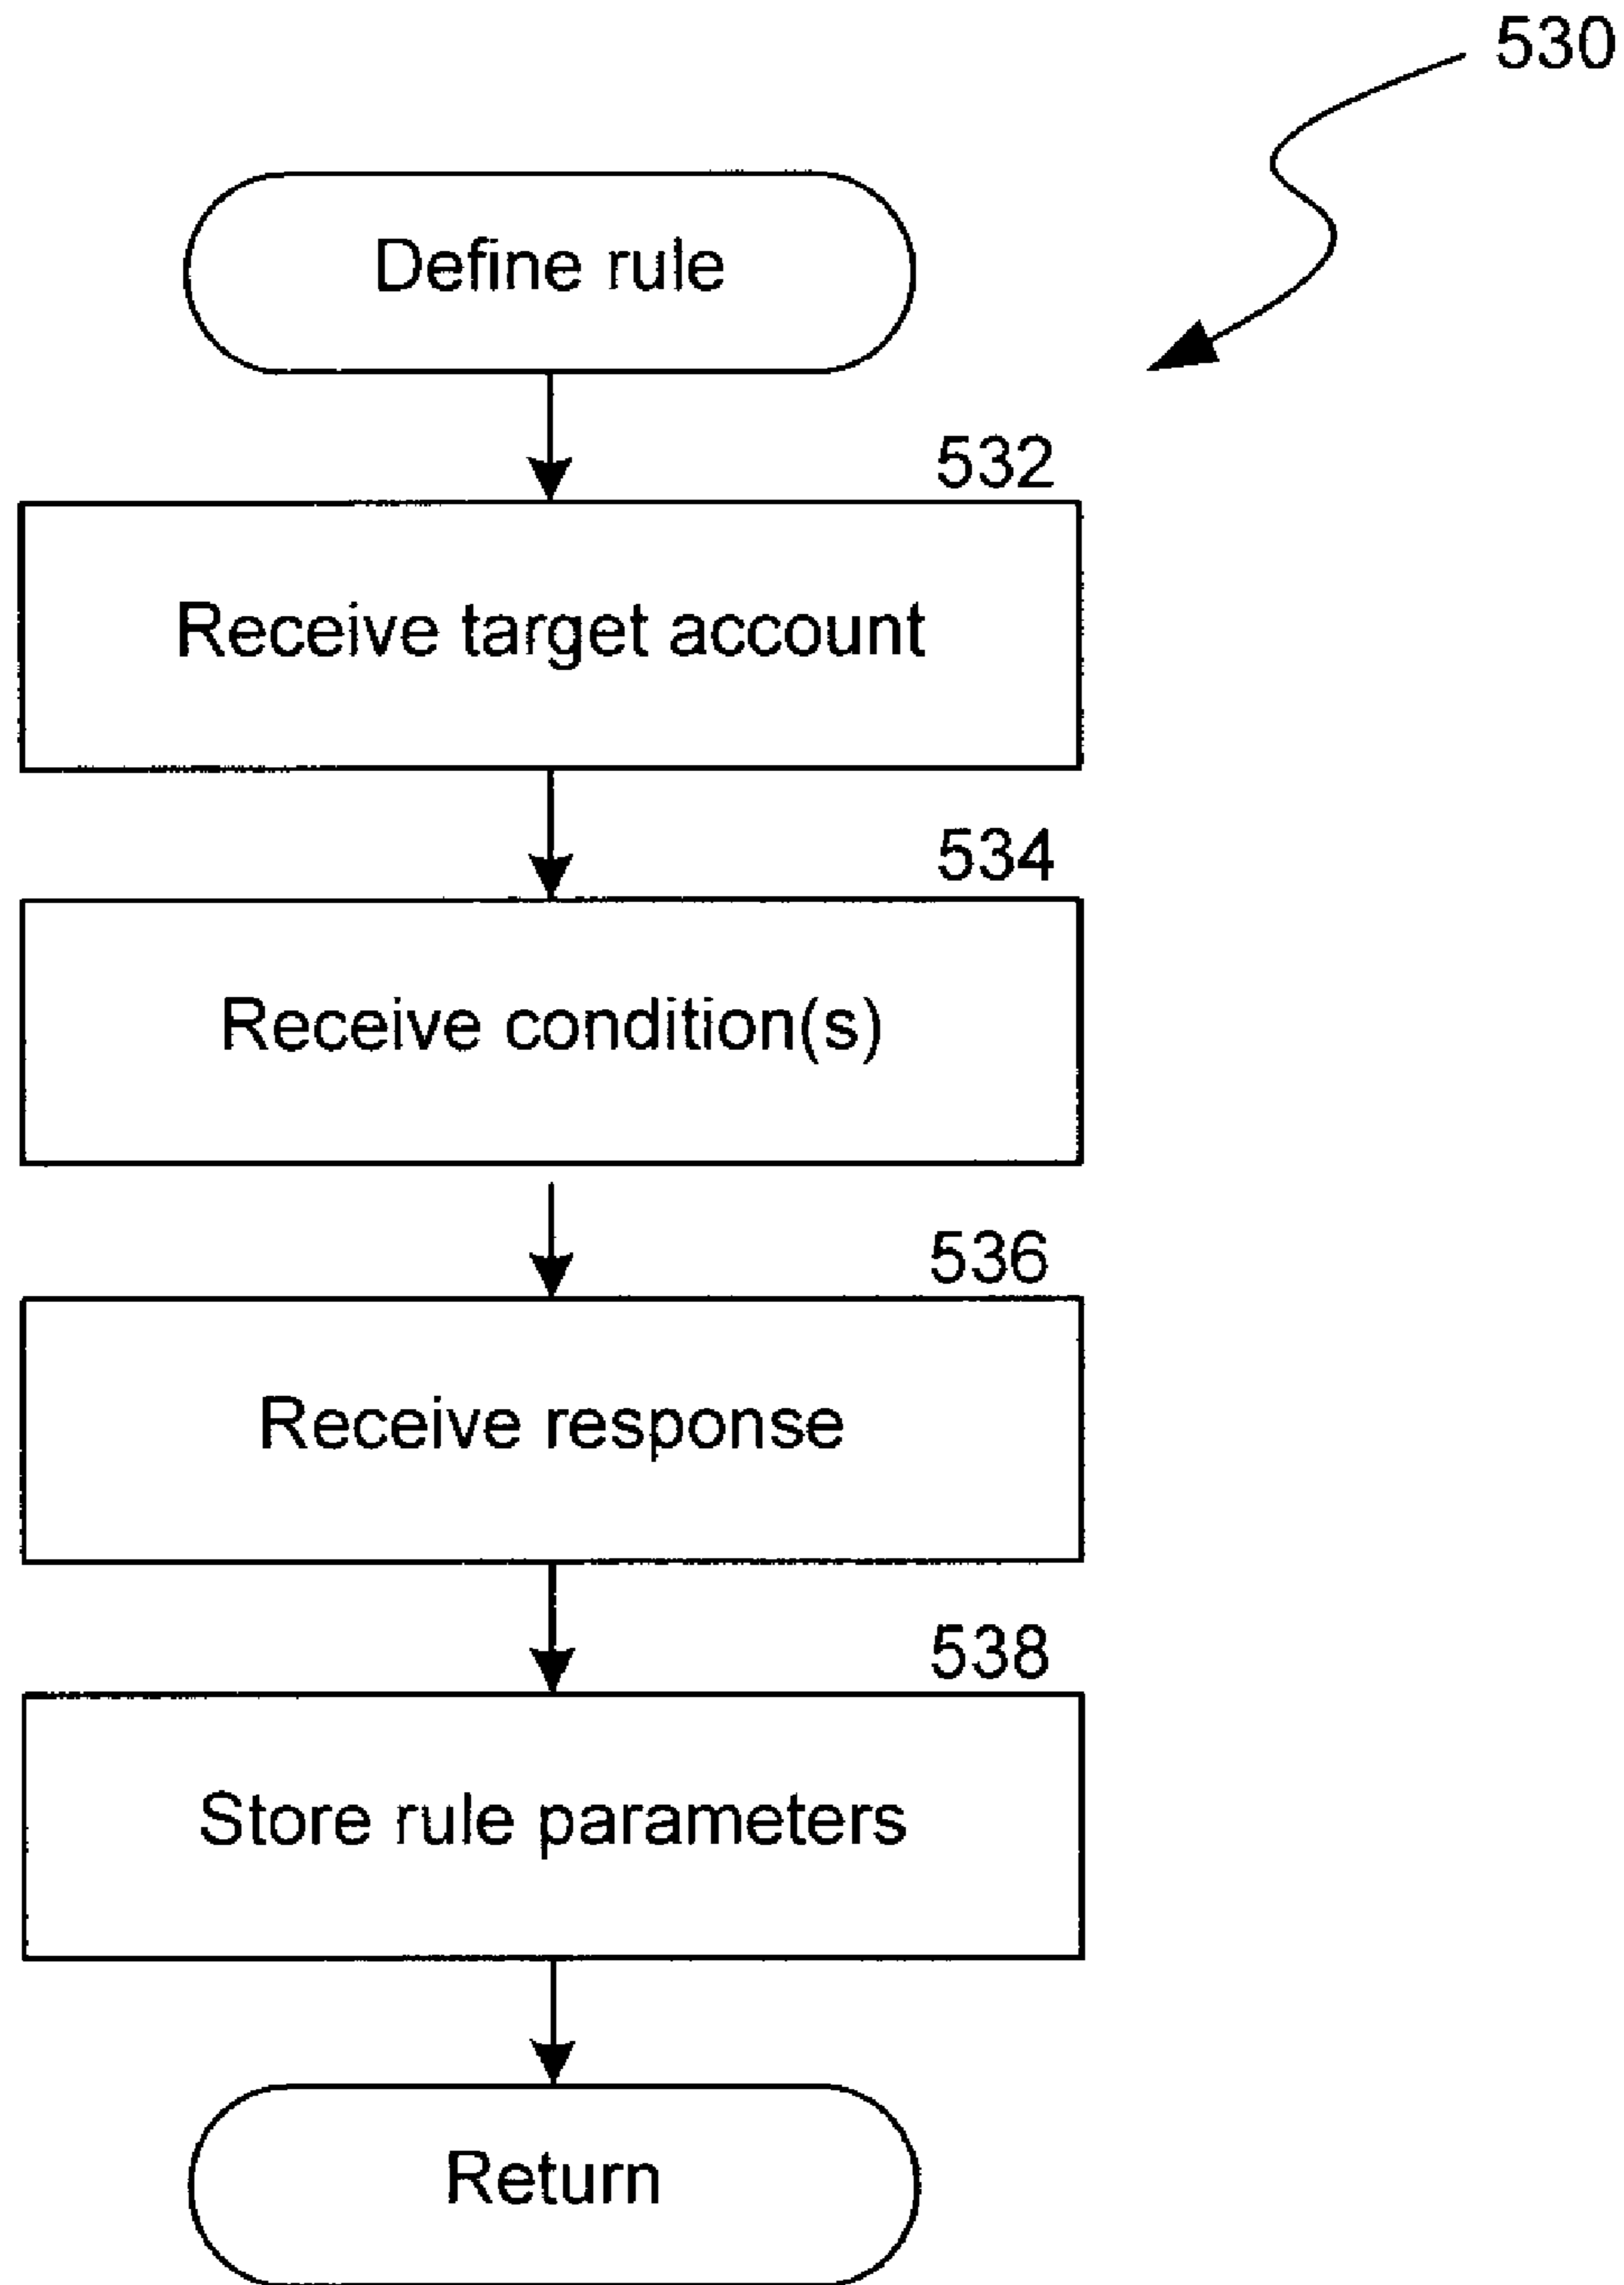 530
Define rule
532
Receive target account
534
Receive condition(s)
536
Receive response
538
Store rule parameters
Return